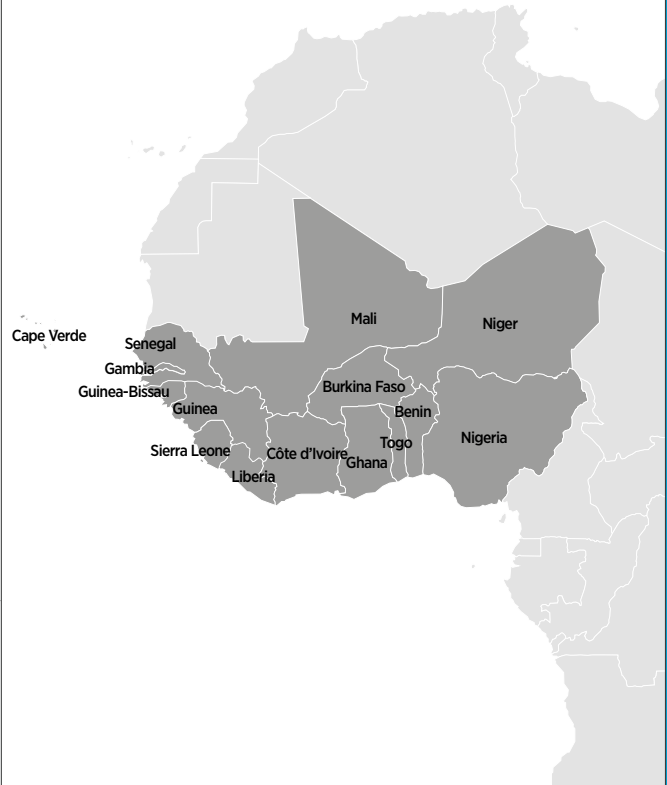 Mali
Niger
Cape Verde
Senegal
Gambia
Burkina Faso
Guinea-Bissau
Guinea
Benin
Nigeria
Togo
Sierra Leone
Côte d'Ivoire
Ghana
Liberia